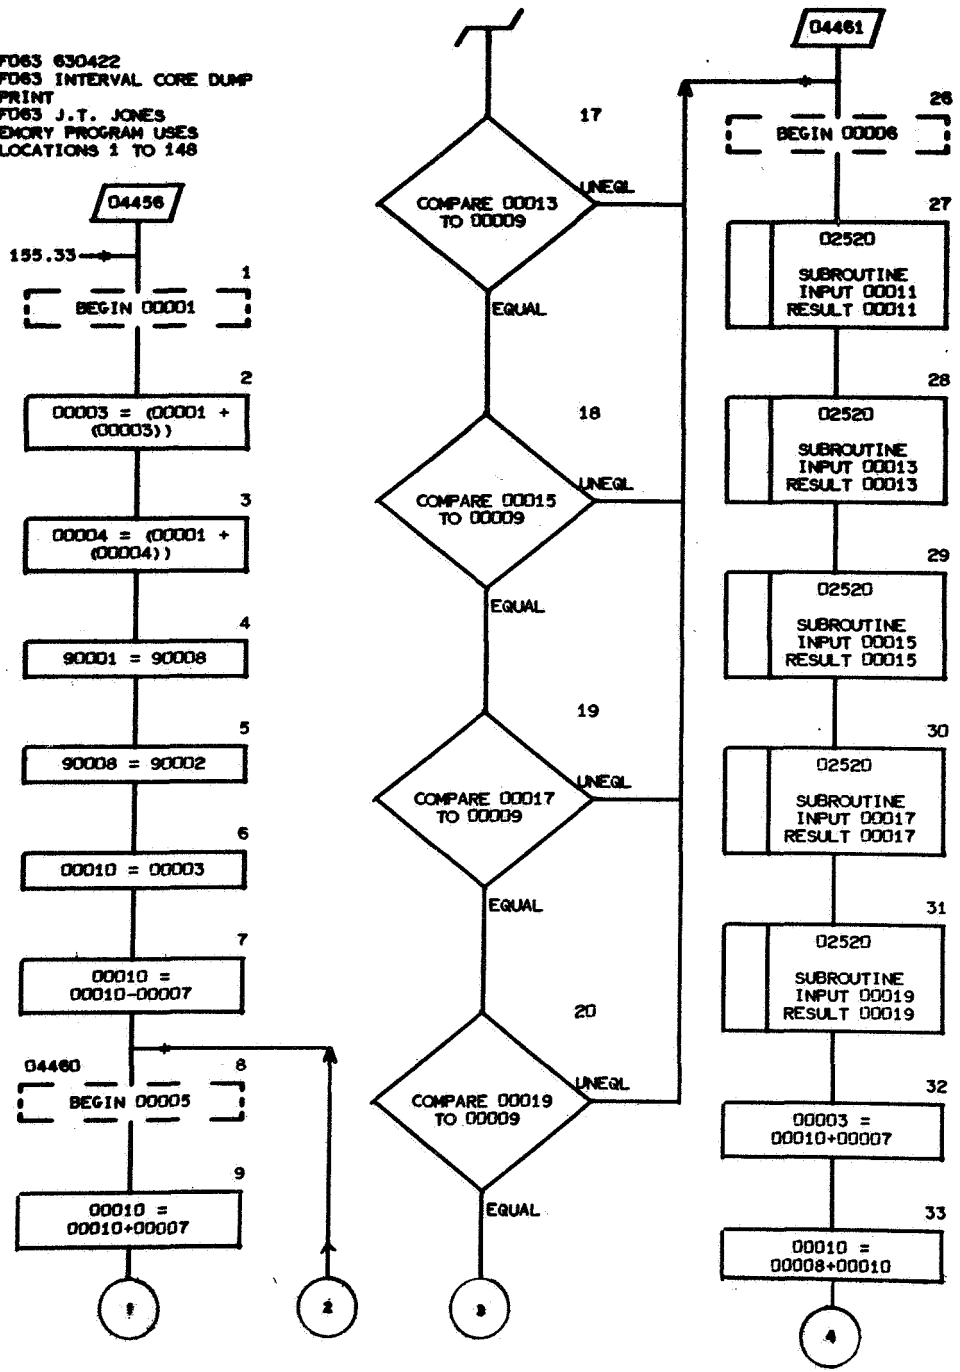 FD63 630422
FD63 INTERVAL CORE DUMP
PRINT
FD63 J.T. JONES
EMORY PROGRAM USES
LOCATIONS 1 TO 148
04456
155.33
1
BEGIN 00001
2
00003 = (00001 +
(00003))
3
00004 = (00001 +
(00004))
4
90001 = 90008
5
90008 = 90002
6
00010 = 00003
7
00010 =
00010-00007
04460
8
BEGIN 00005
9
00010 =
00010+00007
1
2
17
COMPARE 00013
TO 00009
UNEQL
EQUAL
18
COMPARE 00015
TO 00009
UNEQL
EQUAL
19
COMPARE 00017
TO 00009
UNEQL
EQUAL
20
COMPARE 00019
TO 00009
UNEQL
EQUAL
3
04461
26
BEGIN 00006
27
02520
SUBROUTINE
INPUT 00011
RESULT 00011
28
02520
SUBROUTINE
INPUT 00013
RESULT 00013
29
02520
SUBROUTINE
INPUT 00015
RESULT 00015
30
02520
SUBROUTINE
INPUT 00017
RESULT 00017
31
02520
SUBROUTINE
INPUT 00019
RESULT 00019
32
00003 =
00010+00007
33
00010 =
00008+00010
4